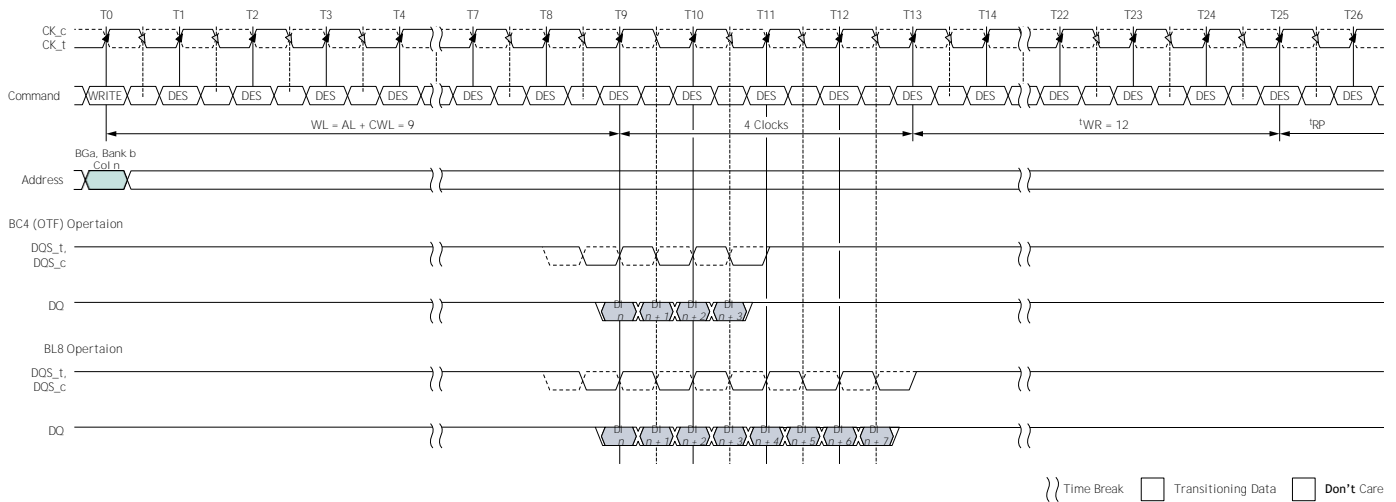 T0 T1 T2 T3 T4 T7 T8 T9 T10 T11 T12 T13 T14 T22 T23 T24 T25 T26
CK_c
CK_t
Command WRITE DES DES DES DES DES DES DES DES DES DES DES DES DES DES DES DES DES
WL = AL + CWL = 9 4 Clocks tWR = 12 tRP
BGa, Bank b
Col n
Address
BC4 (OTF) Opertaion
DQS_t,
DQS_c
DQ DI n DI n + 1 DI n + 2 DI n + 3
BL8 Opertaion
DQS_t,
DQS_c
DQ DI n DI n + 1 DI n + 2 DI n + 3 DI n + 4 DI n + 5 DI n + 6 DI n + 7
Time Break Transitioning Data Don't Care